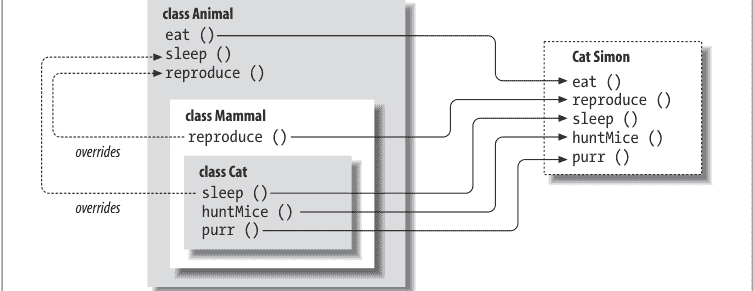 class Animal
eat ()
sleep ()
reproduce ()
class Mammal
reproduce ()
overrides
class Cat
sleep ()
overrides
huntMice ()
purr ()
Cat Simon
eat ()
reproduce ()
sleep ()
huntMice ()
purr ()